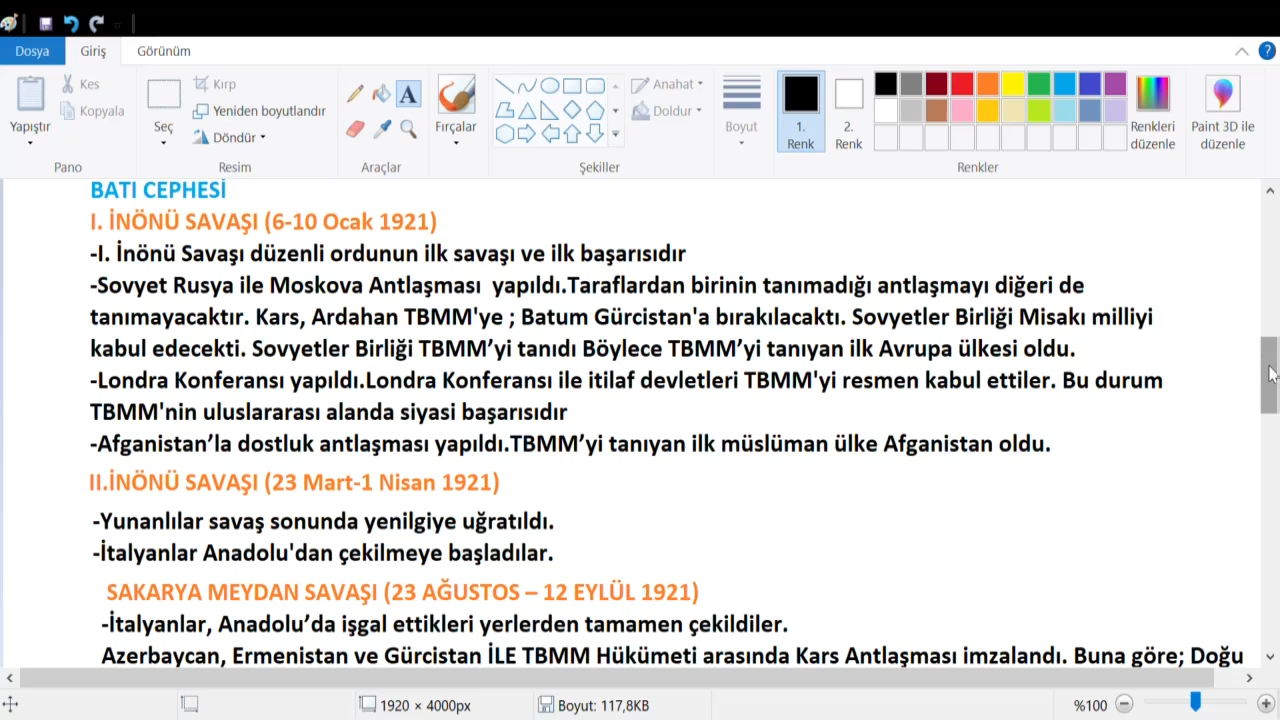 Dosya Giriş Görünüm
Yapıştır
Kes
Kopyala
Pano
Seç
Kırp
Yeniden boyutlandır
Döndür
Resim
A
Araçlar
Fırçalar
Şekiller
Anahat
Doldur
Boyut
1.
Renk
2.
Renk
Renkler
Renkleri
düzenle
Paint 3D ile
düzenle
BATI CEPHESİ
I. İNÖNÜ SAVAŞI (6-10 Ocak 1921)
-I. İnönü Savaşı düzenli ordunun ilk savaşı ve ilk başarısıdır
-Sovyet Rusya ile Moskova Antlaşması yapıldı.Taraflardan birinin tanımadığı antlaşmayı diğeri de
tanımayacaktır. Kars, Ardahan TBMM'ye ; Batum Gürcistan'a bırakılacaktı. Sovyetler Birliği Misakı milliyi
kabul edecekti. Sovyetler Birliği TBMM’yi tanıdı Böylece TBMM’yi tanıyan ilk Avrupa ülkesi oldu.
-Londra Konferansı yapıldı.Londra Konferansı ile itilaf devletleri TBMM'yi resmen kabul ettiler. Bu durum
TBMM'nin uluslararası alanda siyasi başarısıdır
-Afganistan’la dostluk antlaşması yapıldı.TBMM’yi tanıyan ilk müslüman ülke Afganistan oldu.
II.İNÖNÜ SAVAŞI (23 Mart-1 Nisan 1921)
-Yunanlılar savaş sonunda yenilgiye uğratıldı.
-İtalyanlar Anadolu'dan çekilmeye başladılar.
SAKARYA MEYDAN SAVAŞI (23 AĞUSTOS – 12 EYLÜL 1921)
-İtalyanlar, Anadolu’da işgal ettikleri yerlerden tamamen çekildiler.
Azerbaycan, Ermenistan ve Gürcistan İLE TBMM Hükümeti arasında Kars Antlaşması imzalandı. Buna göre; Doğu
1920 × 4000px Boyut: 117,8KB %100